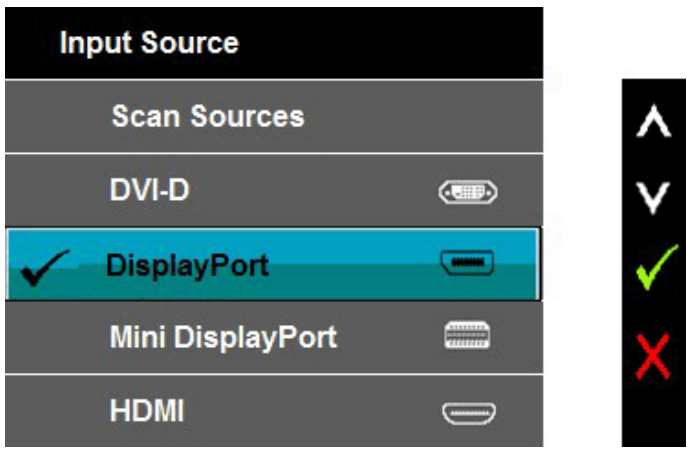 Input Source
Scan Sources
DVI-D
DisplayPort
Mini DisplayPort
HDMI